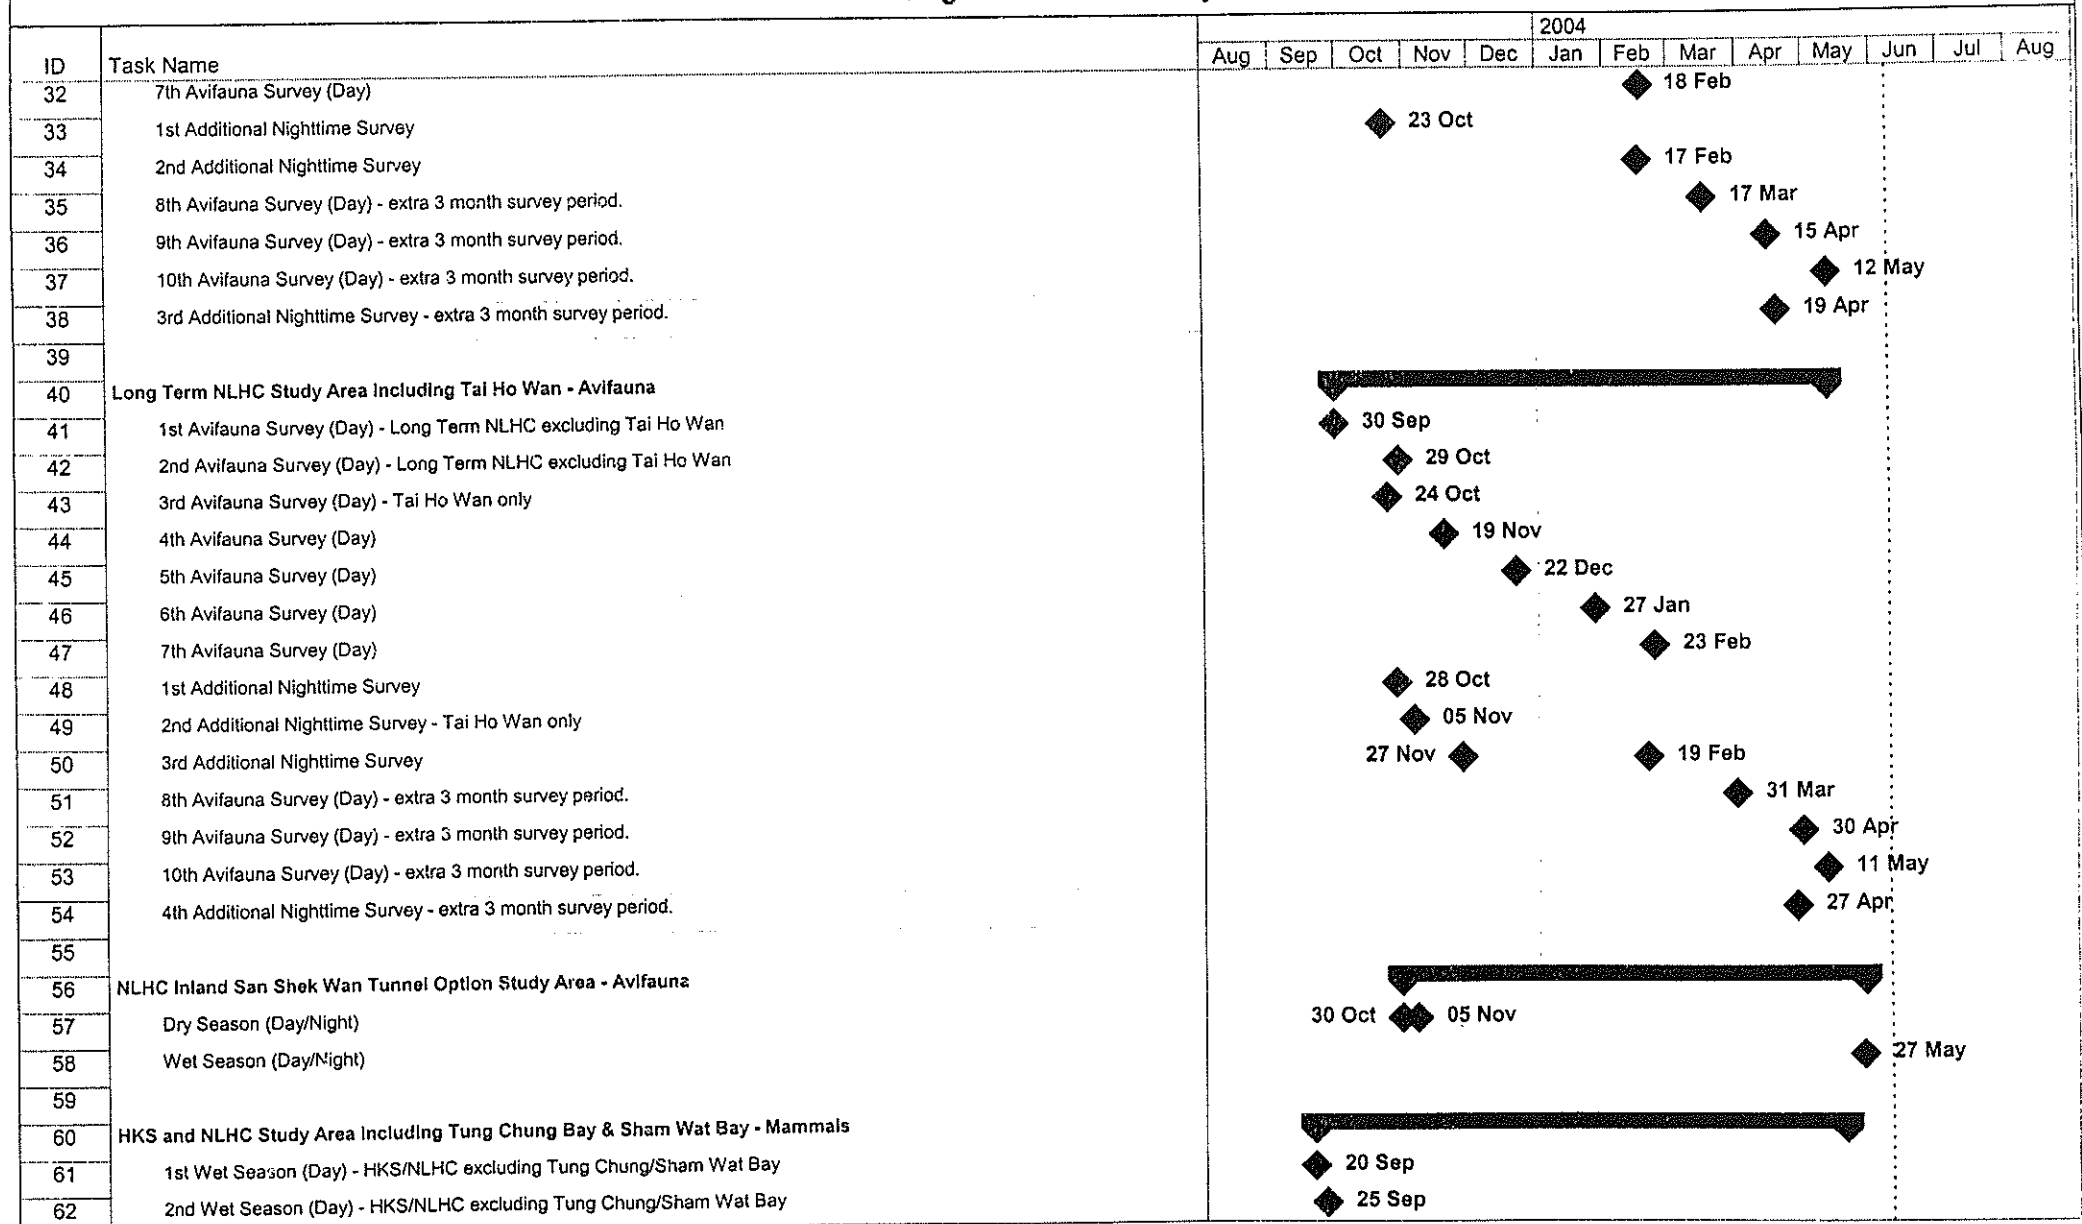 2004
ID Task Name Aug Sep Oct Nov Dec Jan Feb Mar Apr May Jun Jul Aug
32 7th Avifauna Survey (Day) 18 Feb
33 1st Additional Nighttime Survey 23 Oct
34 2nd Additional Nighttime Survey 17 Feb
35 8th Avifauna Survey (Day) - extra 3 month survey period. 17 Mar
36 9th Avifauna Survey (Day) - extra 3 month survey period. 15 Apr
37 10th Avifauna Survey (Day) - extra 3 month survey period. 12 May
38 3rd Additional Nighttime Survey - extra 3 month survey period. 19 Apr
39
40 Long Term NLHC Study Area Including Tai Ho Wan - Avifauna
41 1st Avifauna Survey (Day) - Long Term NLHC excluding Tai Ho Wan 30 Sep
42 2nd Avifauna Survey (Day) - Long Term NLHC excluding Tai Ho Wan 29 Oct
43 3rd Avifauna Survey (Day) - Tai Ho Wan only 24 Oct
44 4th Avifauna Survey (Day) 19 Nov
45 5th Avifauna Survey (Day) 22 Dec
46 6th Avifauna Survey (Day) 27 Jan
47 7th Avifauna Survey (Day) 23 Feb
48 1st Additional Nighttime Survey 28 Oct
49 2nd Additional Nighttime Survey - Tai Ho Wan only 05 Nov
50 3rd Additional Nighttime Survey 27 Nov 19 Feb
51 8th Avifauna Survey (Day) - extra 3 month survey period. 31 Mar
52 9th Avifauna Survey (Day) - extra 3 month survey period. 30 Apr
53 10th Avifauna Survey (Day) - extra 3 month survey period. 11 May
54 4th Additional Nighttime Survey - extra 3 month survey period. 27 Apr
55
56 NLHC Inland San Shek Wan Tunnel Option Study Area - Avifauna
57 Dry Season (Day/Night) 30 Oct 05 Nov
58 Wet Season (Day/Night) 27 May
59
60 HKS and NLHC Study Area Including Tung Chung Bay & Sham Wat Bay - Mammals
61 1st Wet Season (Day) - HKS/NLHC excluding Tung Chung/Sham Wat Bay 20 Sep
62 2nd Wet Season (Day) - HKS/NLHC excluding Tung Chung/Sham Wat Bay 25 Sep